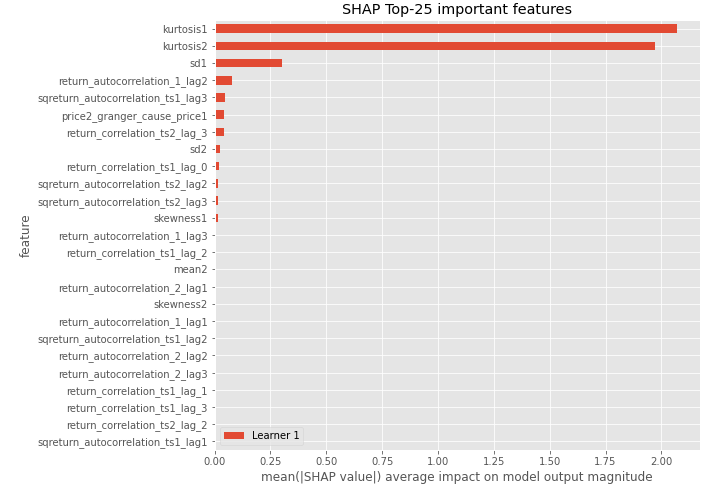 SHAP Top-25 important features
kurtosis1
kurtosis2
sd1
return_autocorrelation_1_lag2
sqreturn_autocorrelation_ts1_lag3
price2_granger_cause_price1
return_correlation_ts2_lag_3
sd2
return_correlation_ts1_lag_0
sqreturn_autocorrelation_ts2_lag2
sqreturn_autocorrelation_ts2_lag3
skewness1
return_autocorrelation_1_lag3
return_correlation_ts1_lag_2
mean2
return_autocorrelation_2_lag1
skewness2
return_autocorrelation_1_lag1
sqreturn_autocorrelation_ts1_lag2
return_autocorrelation_2_lag2
return_autocorrelation_2_lag3
return_correlation_ts1_lag_1
return_correlation_ts1_lag_3
return_correlation_ts2_lag_2
sqreturn_autocorrelation_ts1_lag1
feature
Learner 1
0.00 0.25 0.50 0.75 1.00 1.25 1.50 1.75 2.00
mean(|SHAP value|) average impact on model output magnitude